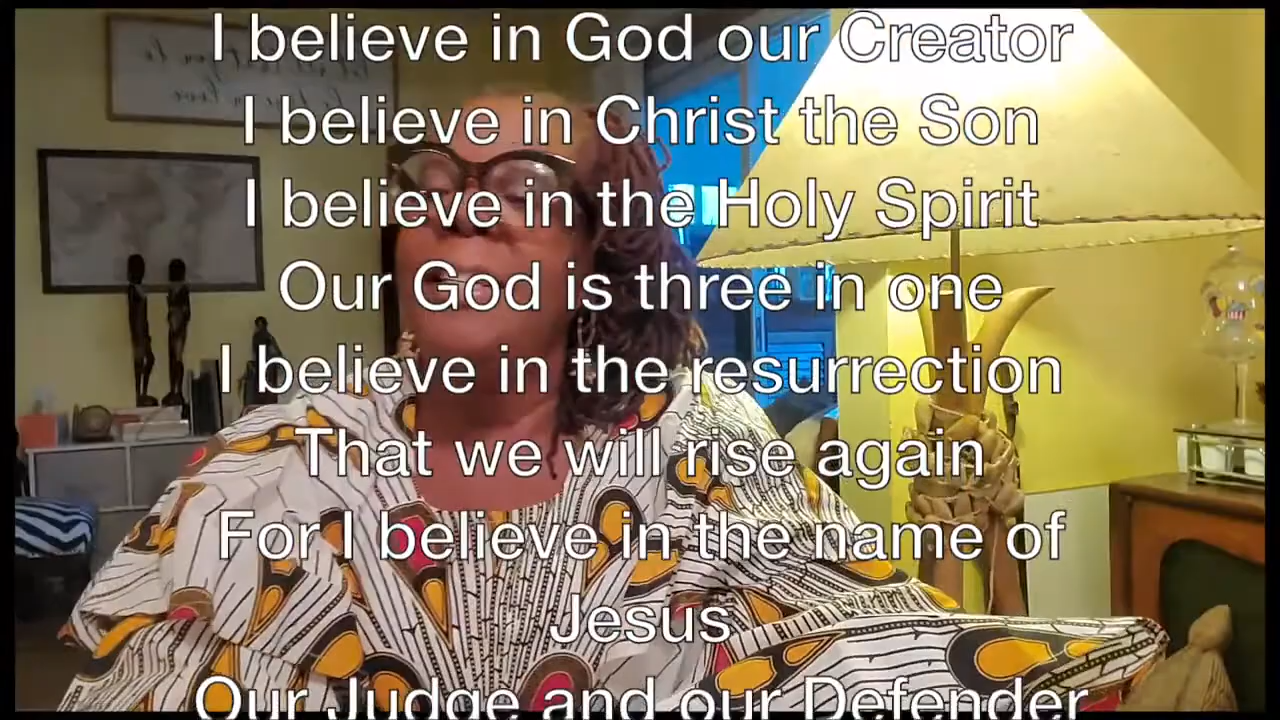 I believe in God our Creator
I believe in Christ the Son
I believe in the Holy Spirit
Our God is three in one
I believe in the resurrection
That we will rise again
For I believe in the name of
Jesus
Our Judge and our Defender